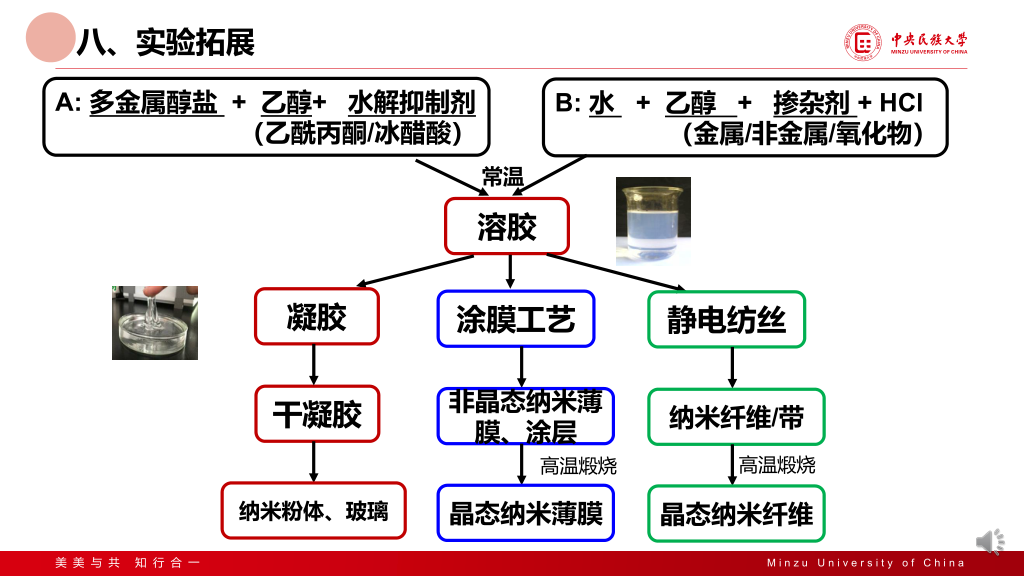 八、实验拓展
中央民族大学
MINZU UNIVERSITY OF CHINA
A: 多金属醇盐 + 乙醇+ 水解抑制剂
（乙酰丙酮/冰醋酸）
B: 水 + 乙醇 + 掺杂剂 + HCl
（金属/非金属/氧化物）
常温
溶胶
凝胶
涂膜工艺
静电纺丝
干凝胶
非晶态纳米薄
膜、涂层
纳米纤维/带
高温煅烧
高温煅烧
纳米粉体、玻璃
晶态纳米薄膜
晶态纳米纤维
美美与共 知行合一
Minzu University of China